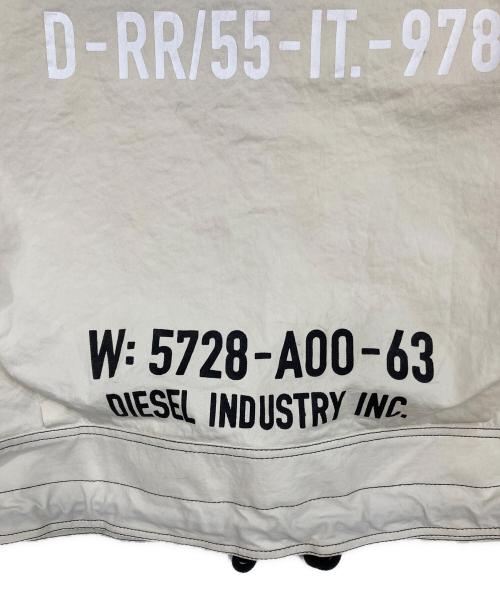 D-RR/55-IT.-978
W: 5728-A00-63
DIESEL INDUSTRY INC.